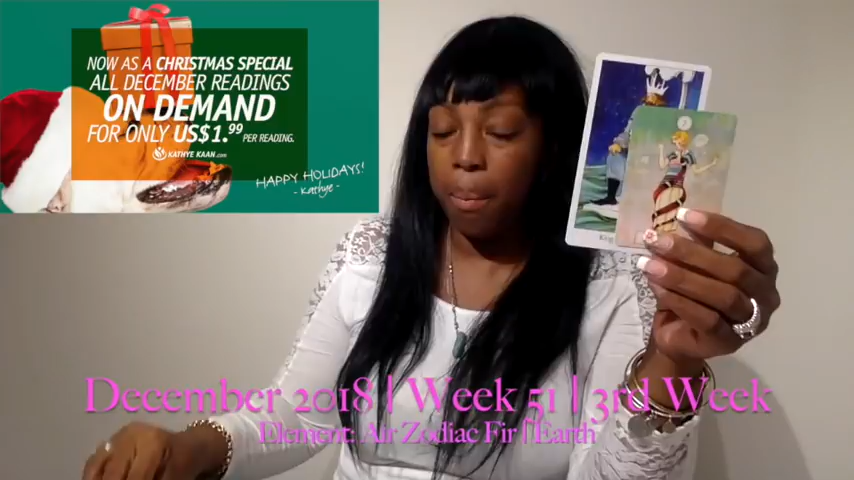 NOW AS A CHRISTMAS SPECIAL
ALL DECEMBER READINGS
ON DEMAND
FOR ONLY US$1.99 PER READING.
KATHYE KAAN.com
HAPPY HOLIDAYS!
- Kathye -
King
December 2018 | Week 51 | 3rd Week
Element: Air Zodiac Fir | Earth